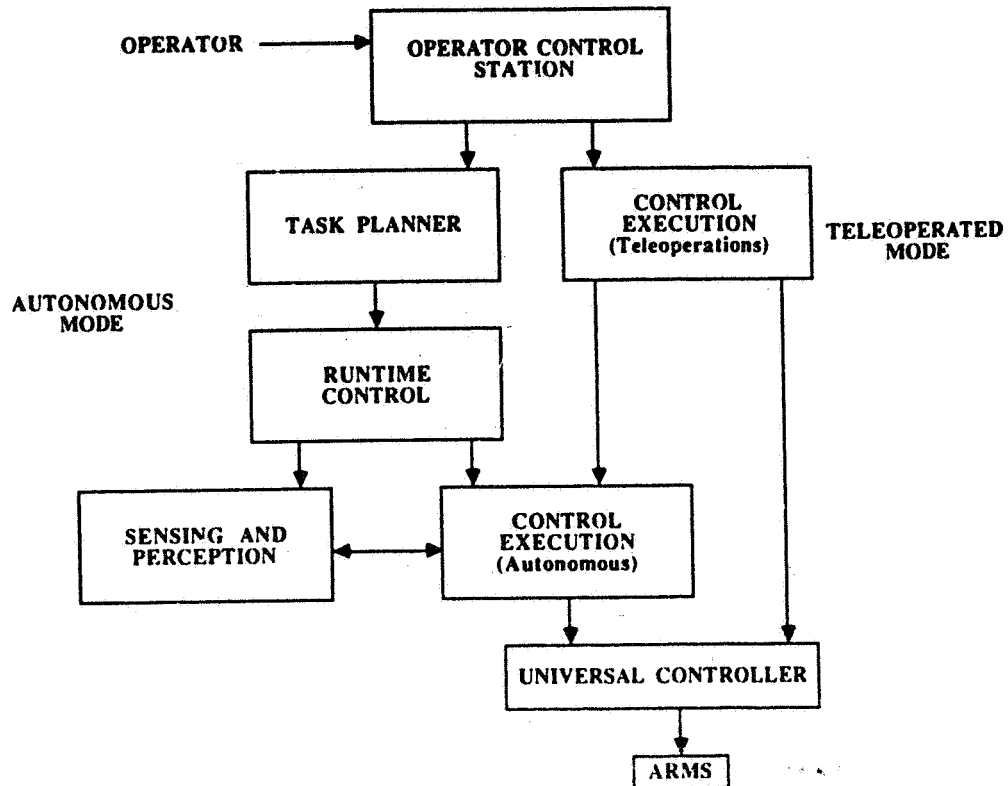 OPERATOR
OPERATOR CONTROL
STATION
TASK PLANNER
CONTROL
EXECUTION
(Teleoperations)
TELEOPERATED
MODE
AUTONOMOUS
MODE
RUNTIME
CONTROL
SENSING AND
PERCEPTION
CONTROL
EXECUTION
(Autonomous)
UNIVERSAL CONTROLLER
ARMS